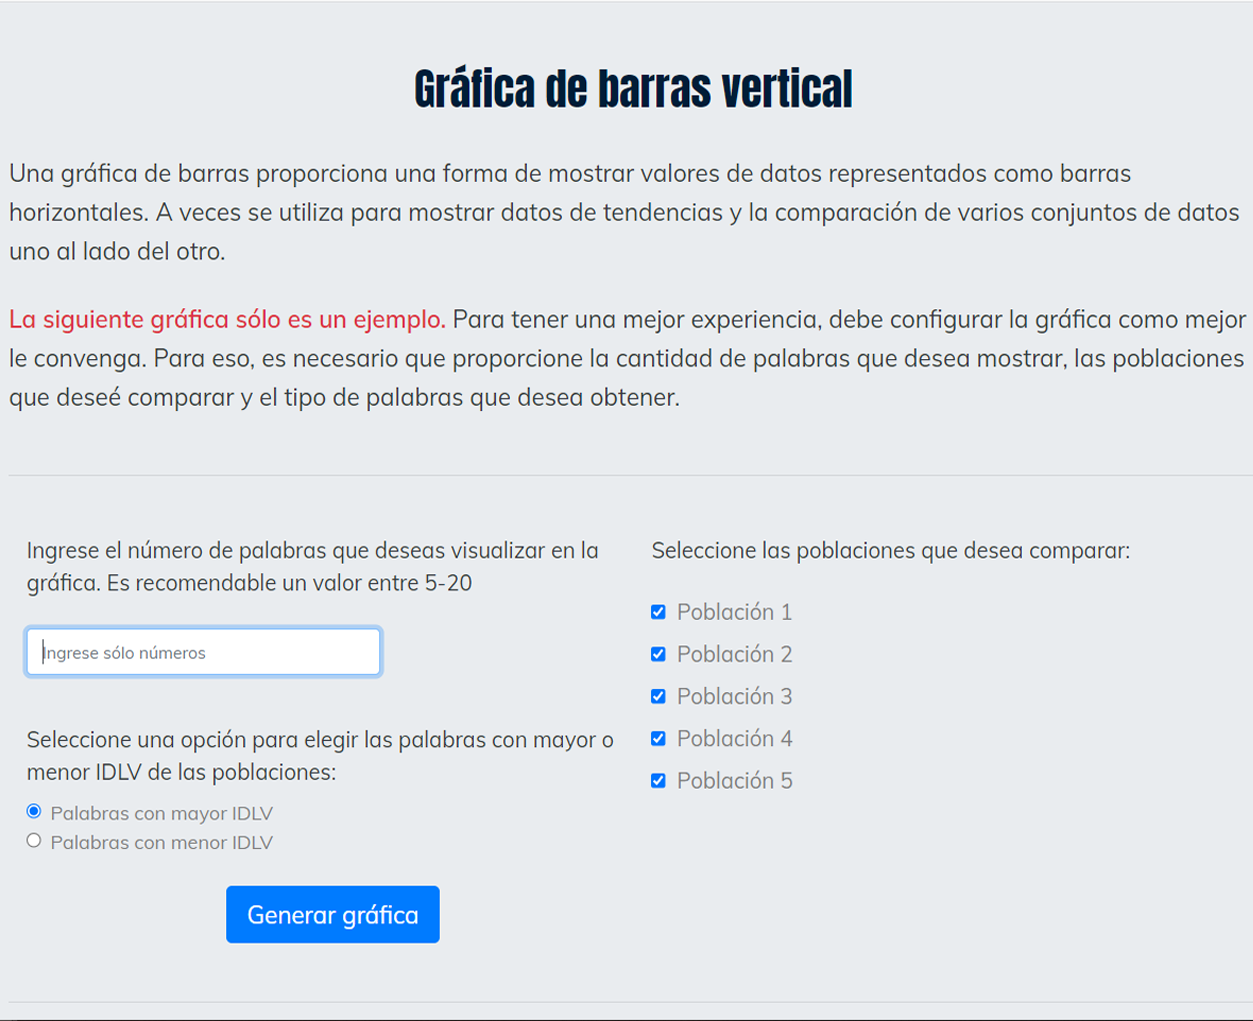 Gráfica de barras vertical
Una gráfica de barras proporciona una forma de mostrar valores de datos representados como barras
horizontales. A veces se utiliza para mostrar datos de tendencias y la comparación de varios conjuntos de datos
uno al lado del otro.
La siguiente gráfica sólo es un ejemplo. Para tener una mejor experiencia, debe configurar la gráfica como mejor
le convenga. Para eso, es necesario que proporcione la cantidad de palabras que desea mostrar, las poblaciones
que deseé comparar y el tipo de palabras que desea obtener.
Ingrese el número de palabras que deseas visualizar en la
gráfica. Es recomendable un valor entre 5-20
Ingrese sólo números
Seleccione una opción para elegir las palabras con mayor o
menor IDLV de las poblaciones:
Palabras con mayor IDLV
Palabras con menor IDLV
Generar gráfica
Seleccione las poblaciones que desea comparar:
Población 1
Población 2
Población 3
Población 4
Población 5